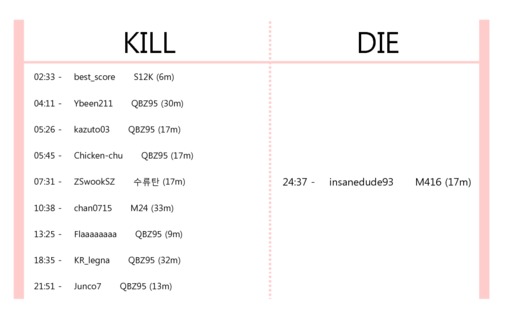 KILL
02:33 - best_score S12K (6m)
04:11 - Ybeen211 QBZ95 (30m)
05:26 - kazuto03 QBZ95 (17m)
05:45 - Chicken-chu QBZ95 (17m)
07:31 - ZSwookSZ 수류탄 (17m)
10:38 - chan0715 M24 (33m)
13:25 - Flaaaaaaaa QBZ95 (9m)
18:35 - KR_legna QBZ95 (32m)
21:51 - Junco7 QBZ95 (13m)
DIE
24:37 - insanedude93 M416 (17m)